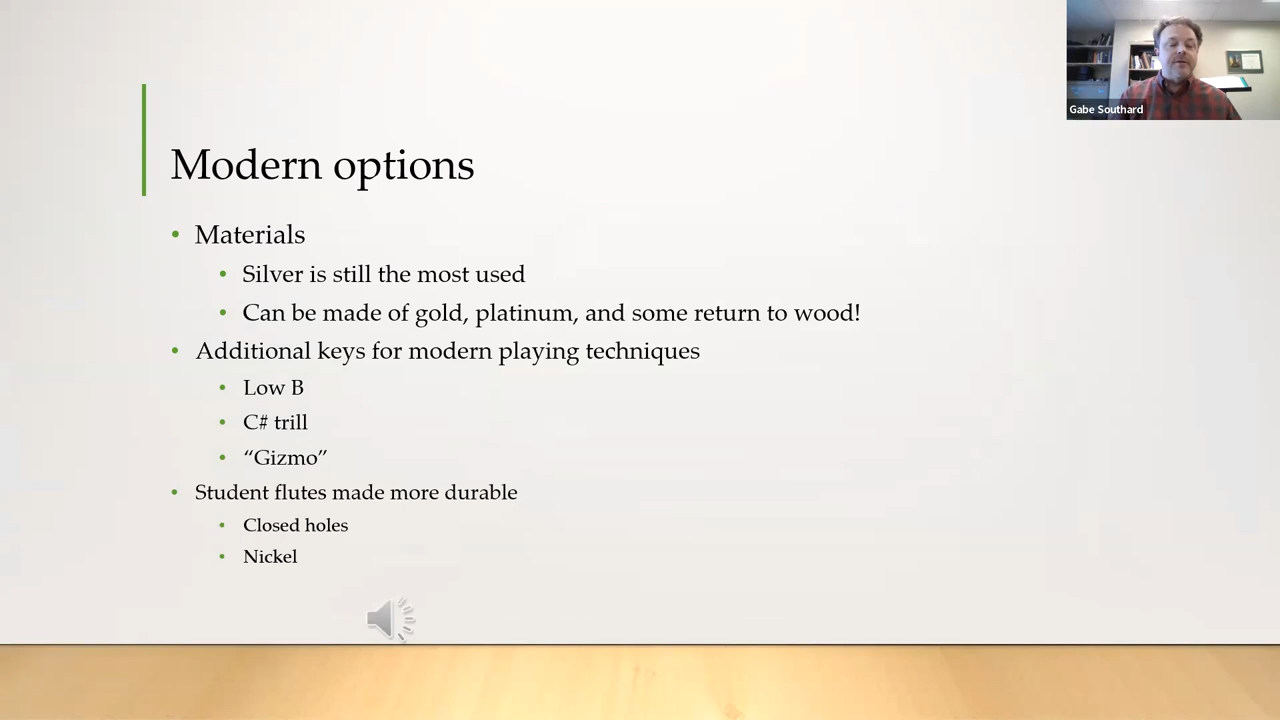 Gabe Southard
Modern options
• Materials
• Silver is still the most used
• Can be made of gold, platinum, and some return to wood!
• Additional keys for modern playing techniques
• Low B
• C# trill
• “Gizmo”
• Student flutes made more durable
• Closed holes
• Nickel